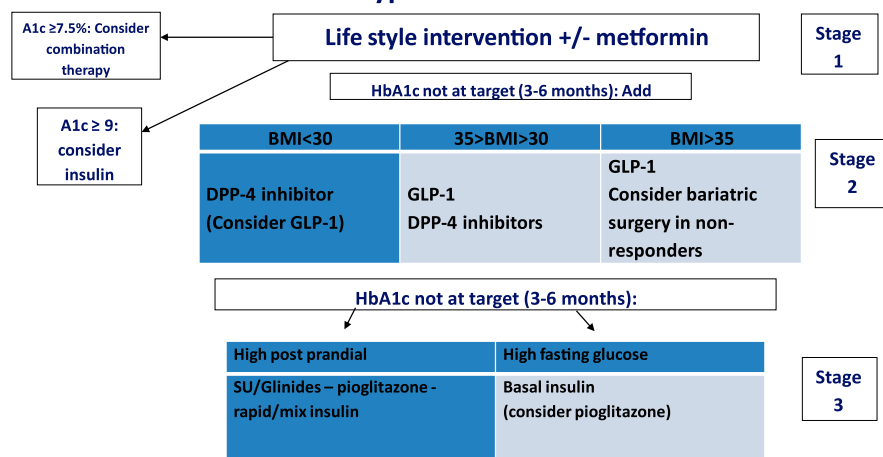 A1c ≥7.5%: Consider
combination
therapy
Life style intervention +/- metformin
Stage
1
HbA1c not at target (3-6 months): Add
A1c ≥ 9:
consider
insulin
BMI<30
35>BMI>30
BMI>35
DPP-4 inhibitor
(Consider GLP-1)
GLP-1
DPP-4 inhibitors
GLP-1
Consider bariatric
surgery in non-
responders
Stage
2
HbA1c not at target (3-6 months):
High post prandial
High fasting glucose
SU/Glinides – pioglitazone -
rapid/mix insulin
Basal insulin
(consider pioglitazone)
Stage
3